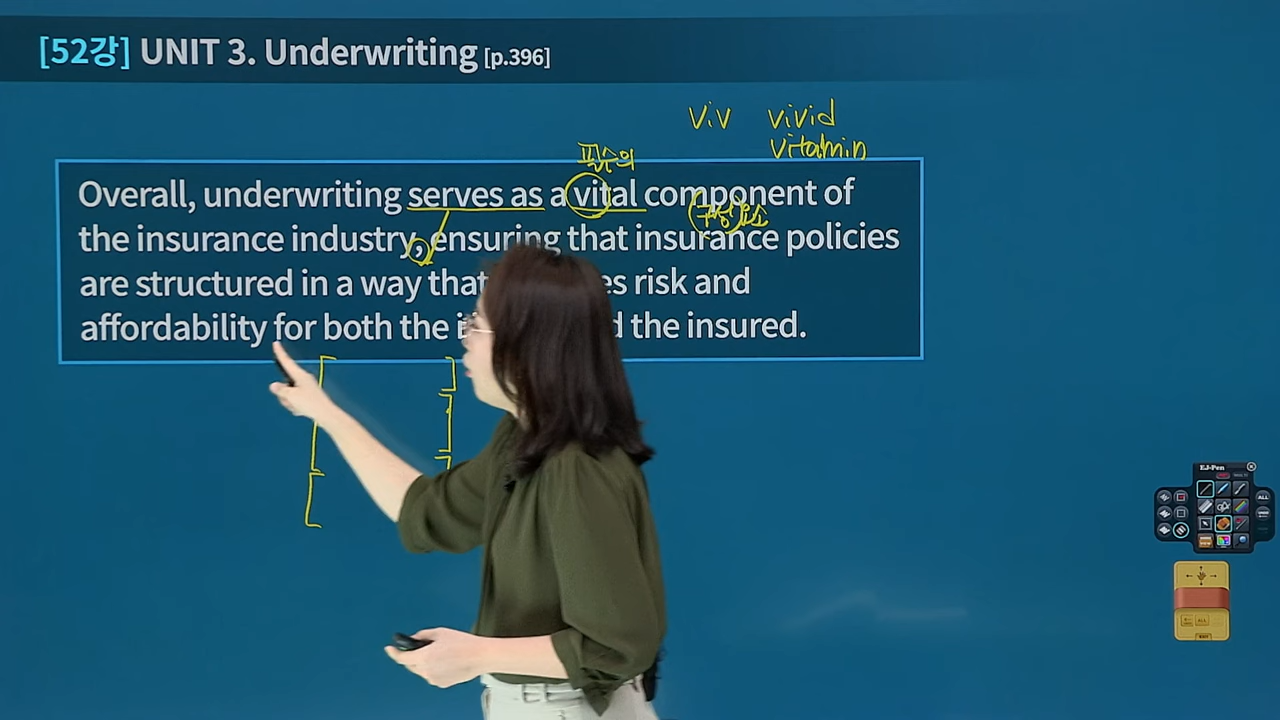 [52강] UNIT 3. Underwriting [p.396]
viv vivid
vitamin
필수의
Overall, underwriting serves as a vital component of
구성 요소
the insurance industry, ensuring that insurance policies
are structured in a way that risk and
affordability for both the the insured.
EJ-Pen
ALL
ALL